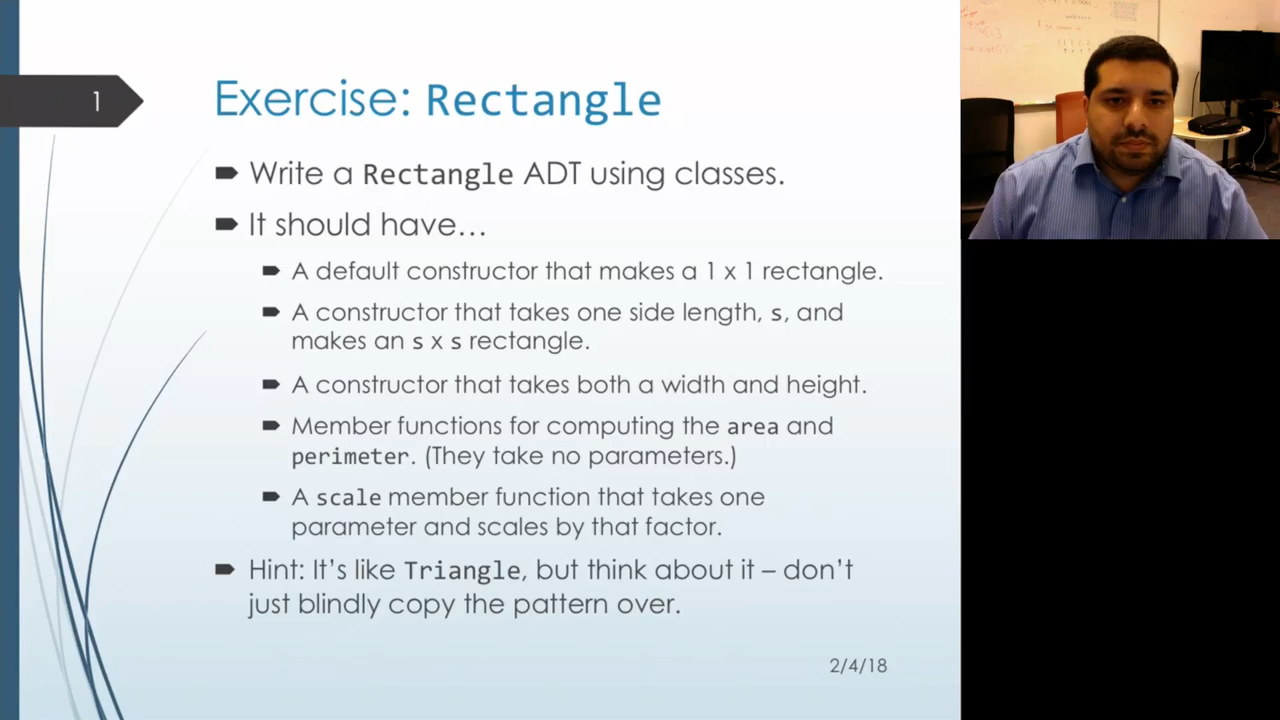 1
Exercise: Rectangle
Write a Rectangle ADT using classes.
It should have…
A default constructor that makes a 1 x 1 rectangle.
A constructor that takes one side length, s, and
makes an s x s rectangle.
A constructor that takes both a width and height.
Member functions for computing the area and
perimeter. (They take no parameters.)
A scale member function that takes one
parameter and scales by that factor.
Hint: It's like Triangle, but think about it – don't
just blindly copy the pattern over.
2/4/18